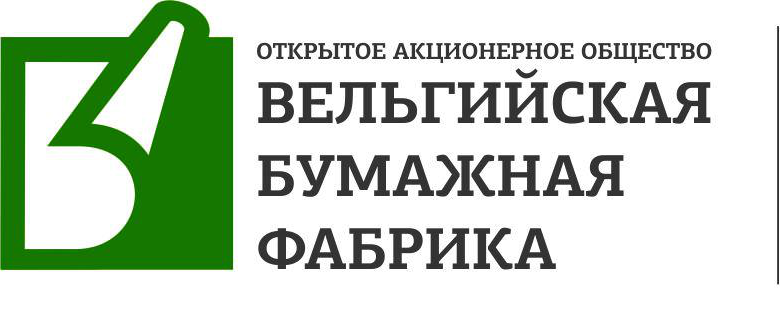 ОТКРЫТОЕ АКЦИОНЕРНОЕ ОБЩЕСТВО
ВЕЛЬГИЙСКАЯ
БУМАЖНАЯ
ФАБРИКА